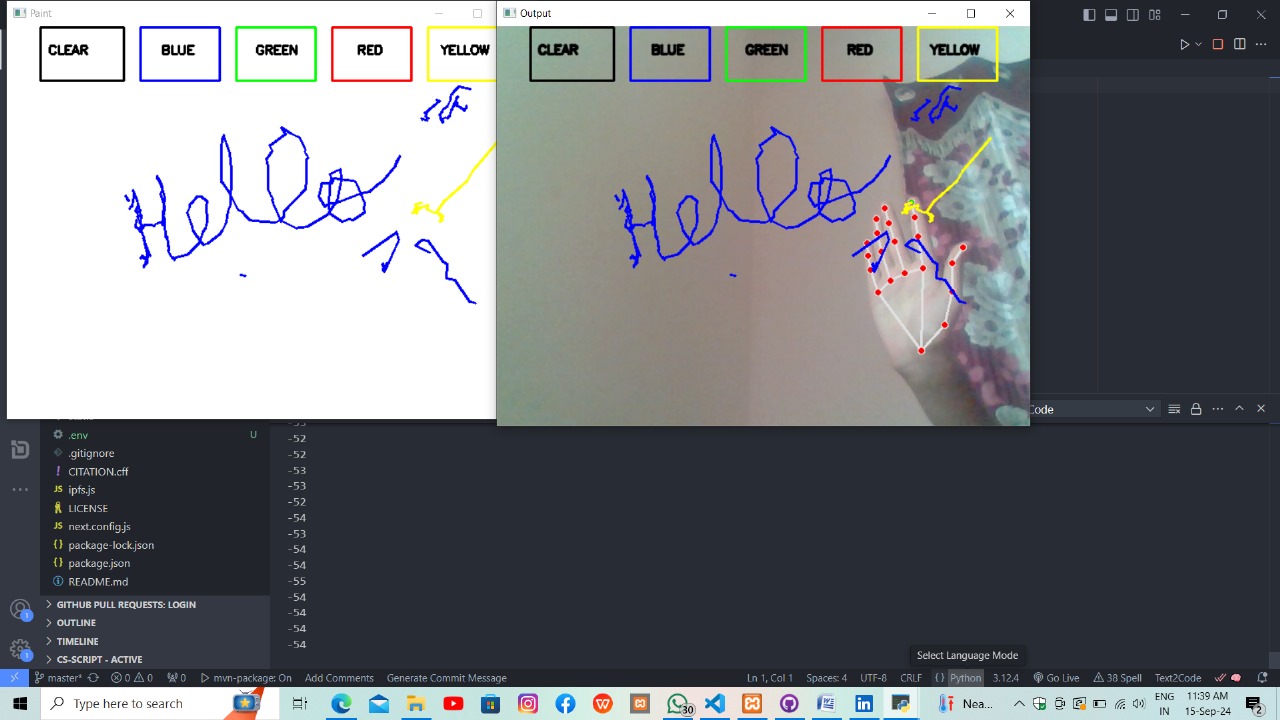 Paint
CLEAR BLUE GREEN RED YELLOW
Hello
Output
CLEAR BLUE GREEN RED YELLOW
Hello
Code
.env U
.gitignore
CITATION.cff
JS ipfs.js
LICENSE
JS next.config.js
{} package-lock.json
{} package.json
README.md
GITHUB PULL REQUESTS: LOGIN
OUTLINE
TIMELINE
CS-SCRIPT - ACTIVE
-52
-52
-53
-53
-52
-54
-53
-54
-54
-55
-54
-54
-54
-54
Select Language Mode
master* 0 0 0 mvn-package: On Add Comments Generate Commit Message Ln 1, Col 1 Spaces: 4 UTF-8 CRLF {} Python 3.12.4 Go Live 38 Spell Text2Code
Type here to search 30 Nea... ENG IN 11:39 AM 15-Sep-24 2